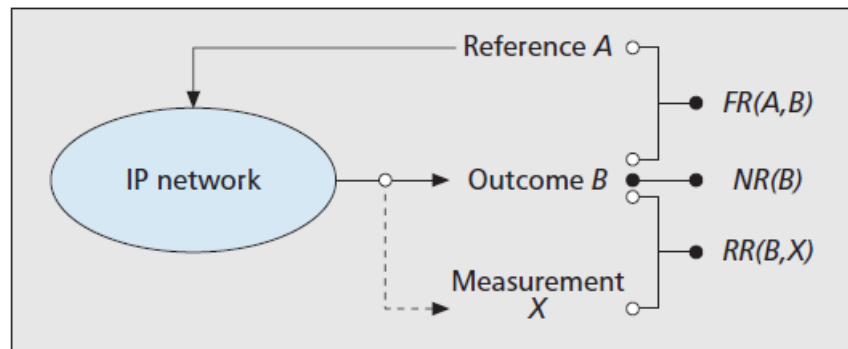 Reference A
FR(A,B)
IP network
Outcome B
NR(B)
RR(B,X)
Measurement
X